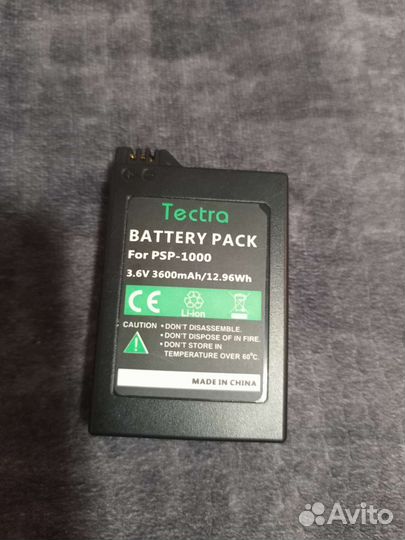 Tectra
BATTERY PACK
For PSP-1000
3.6V 3600mAh/12.96Wh
CE
Li-ion
CAUTION
• DON'T DISASSEMBLE.
• DON'T DISPOSE OF IN FIRE.
• DON'T STORE IN
TEMPERATURE OVER 60°C.
MADE IN CHINA
Avito